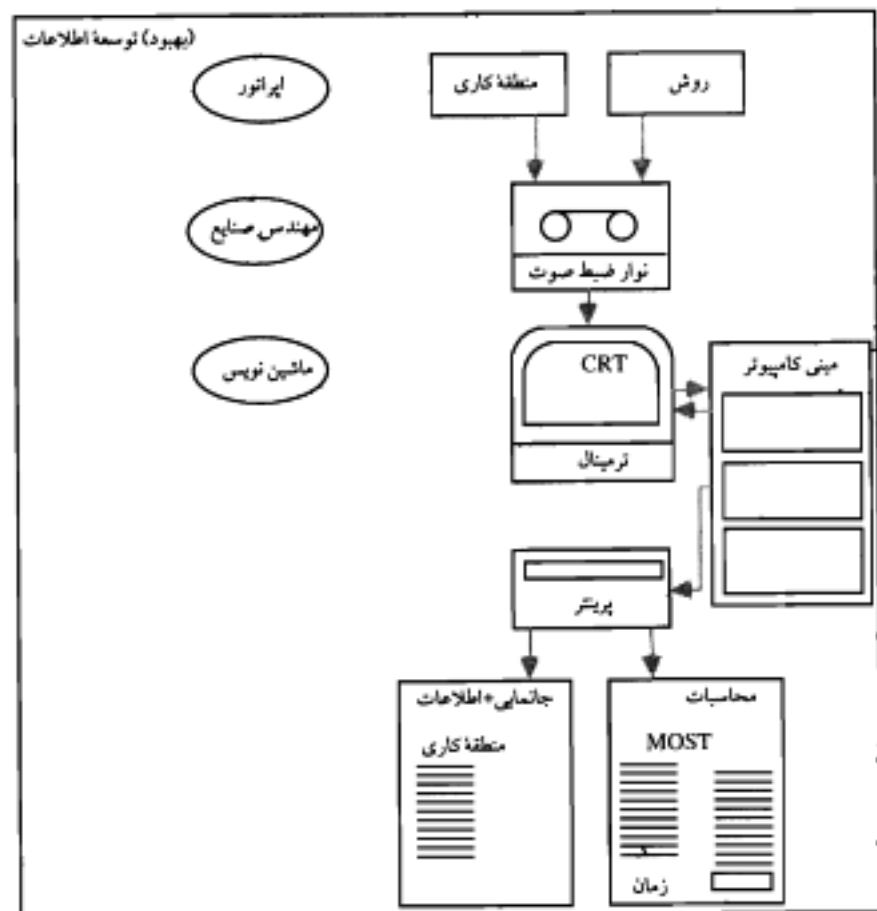 (بهبود) توسعهٔ اطلاعات
روش
منطقهٔ کاری
اپراتور
نوار ضبط صوت
مهندس صنایع
CRT
ترمینال
مینی کامپیوتر
ماشین نویس
پرینتر
محاسبات
MOST
زمان
جانمایی+اطلاعات
منطقهٔ کاری